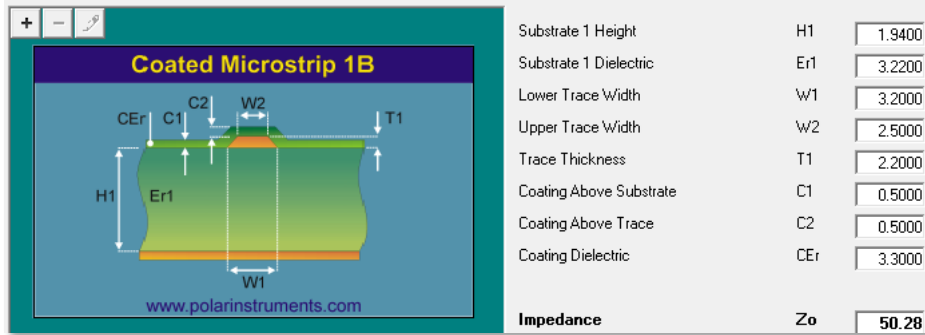 + −
Coated Microstrip 1B
C2 W2
CEr C1 T1
H1 Er1
W1
www.polarinstruments.com
Substrate 1 Height H1 1.9400
Substrate 1 Dielectric Er1 3.2200
Lower Trace Width W1 3.2000
Upper Trace Width W2 2.5000
Trace Thickness T1 2.2000
Coating Above Substrate C1 0.5000
Coating Above Trace C2 0.5000
Coating Dielectric CEr 3.3000
Impedance Zo 50.28